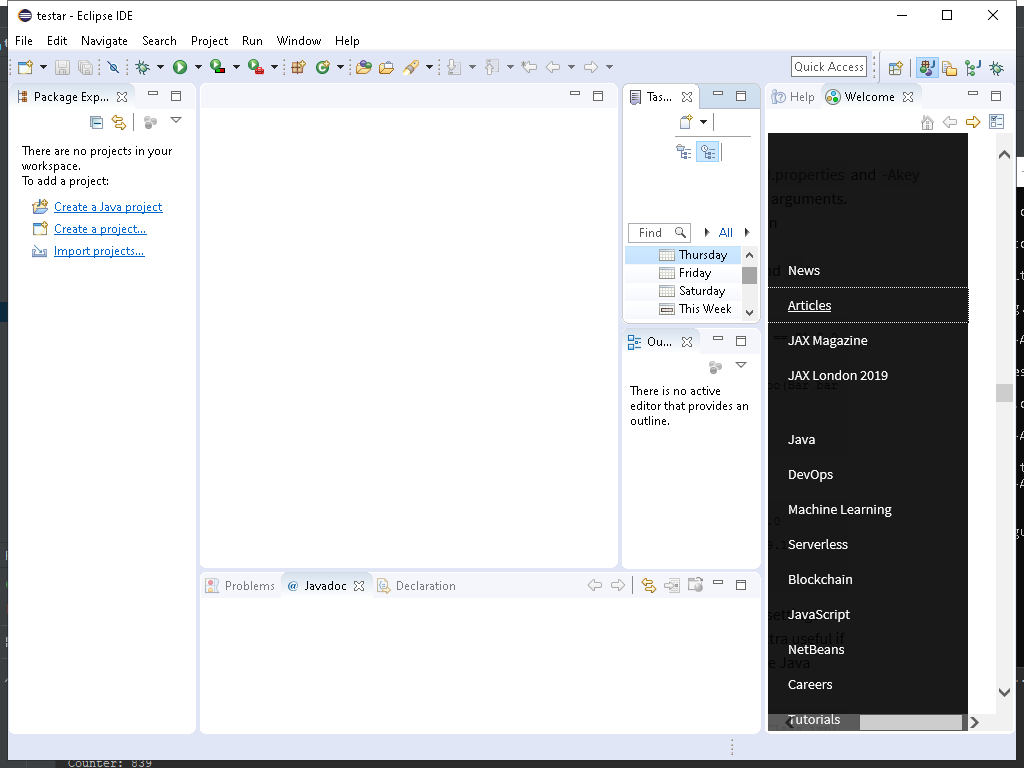 testar - Eclipse IDE
File Edit Navigate Search Project Run Window Help
Quick Access
Package Exp...
There are no projects in your
workspace.
To add a project:
Create a Java project
Create a project...
Import projects...
Tas...
Find
All
Thursday
Friday
Saturday
This Week
Ou...
There is no active
editor that provides an
outline.
Problems
@ Javadoc
Declaration
Help
Welcome
.properties and -Akey
arguments.
News
Articles
JAX Magazine
JAX London 2019
Java
DevOps
Machine Learning
Serverless
Blockchain
JavaScript
tra useful if
NetBeans
e Java
Careers
Tutorials
Counter: 839